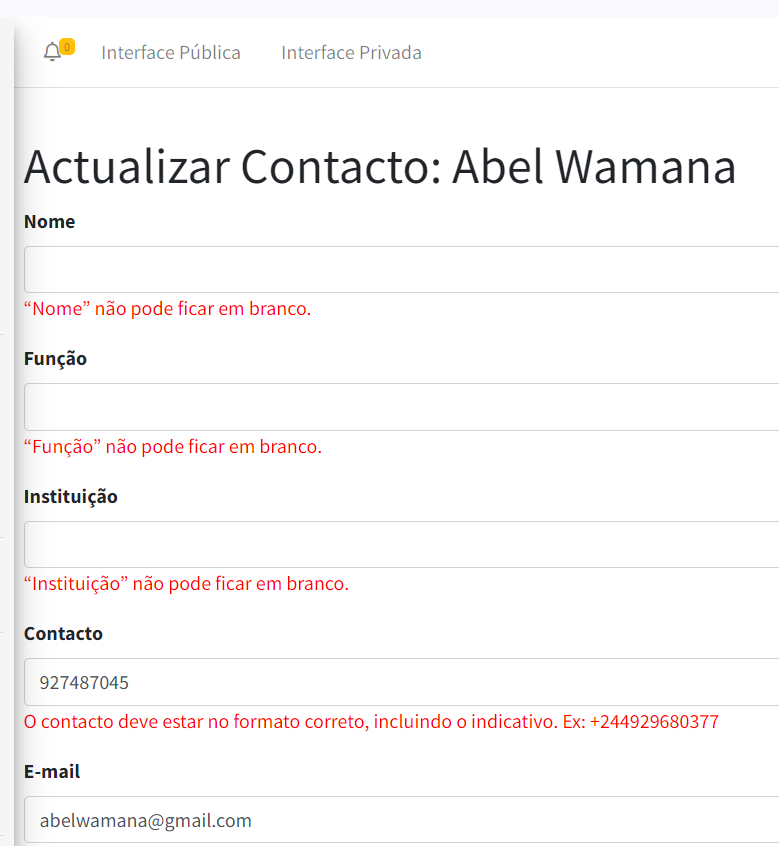 0 Interface Pública Interface Privada
Actualizar Contacto: Abel Wamana
Nome
“Nome” não pode ficar em branco.
Função
“Função” não pode ficar em branco.
Instituição
“Instituição” não pode ficar em branco.
Contacto
927487045
O contacto deve estar no formato correto, incluindo o indicativo. Ex: +244929680377
E-mail
abelwamana@gmail.com